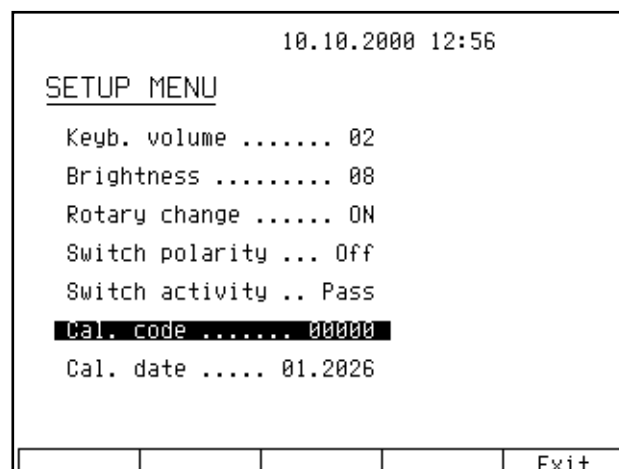 10.10.2000 12:56
SETUP MENU
Keyb. volume ....... 02
Brightness ......... 08
Rotary change ...... ON
Switch polarity ... Off
Switch activity .. Pass
Cal. code ....... 00000
Cal. date ..... 01.2026
Exit